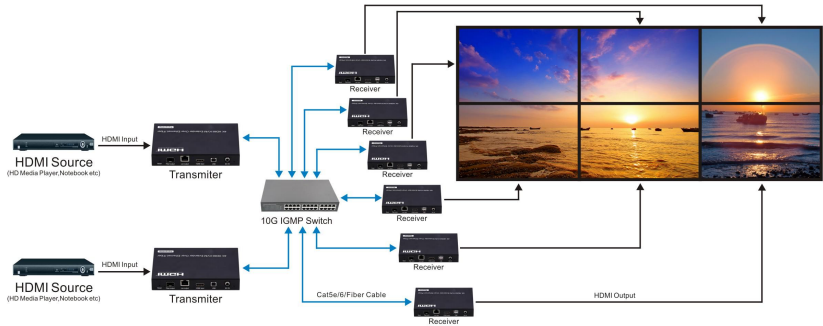 Receiver
Receiver
HDMI Input
HDMI Source
(HD Media Player,Notebook etc)
Transmiter
Receiver
10G IGMP Switch
Receiver
HDMI Input
HDMI Source
(HD Media Player,Notebook etc)
Transmiter
Receiver
Cat5e/6/Fiber Cable
HDMI Output
Receiver